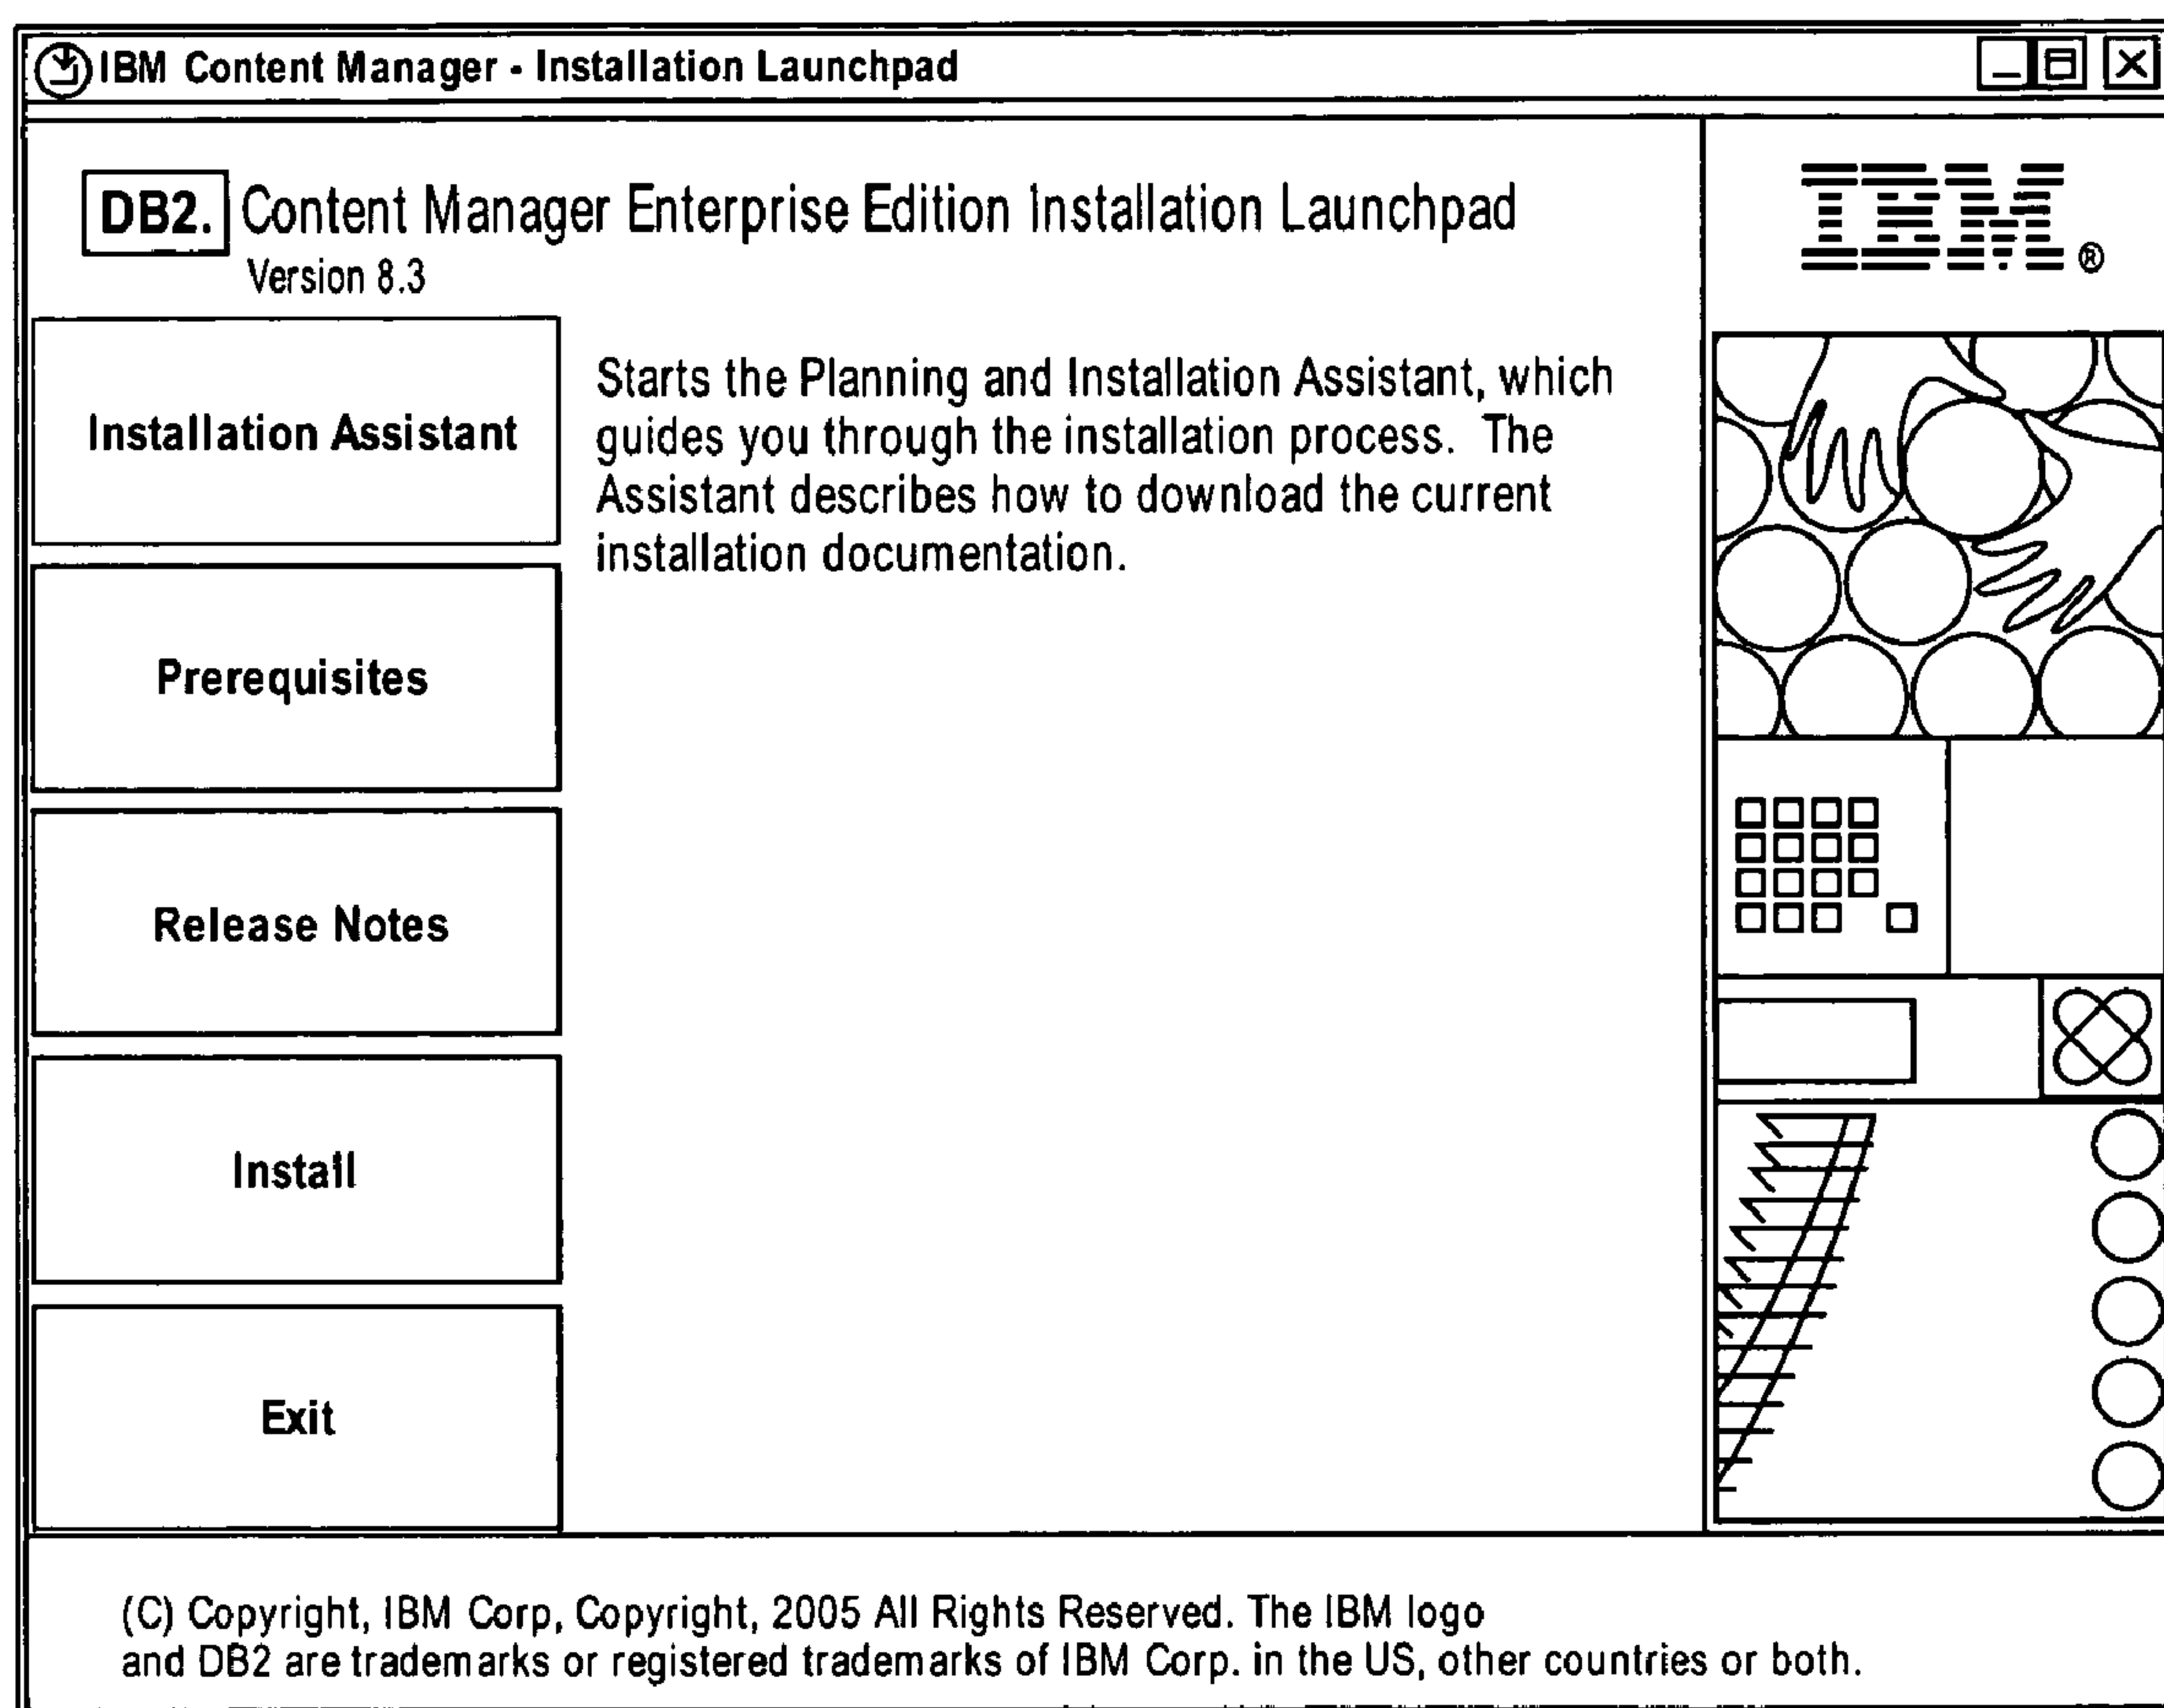 IBM Content Manager - Installation Launchpad
DB2. Content Manager Enterprise Edition Installation Launchpad
Version 8.3
IBM ®
Installation Assistant
Starts the Planning and Installation Assistant, which
guides you through the installation process. The
Assistant describes how to download the current
installation documentation.
Prerequisites
Release Notes
Install
Exit
(C) Copyright, IBM Corp, Copyright, 2005 All Rights Reserved. The IBM logo
and DB2 are trademarks or registered trademarks of IBM Corp. in the US, other countries or both.